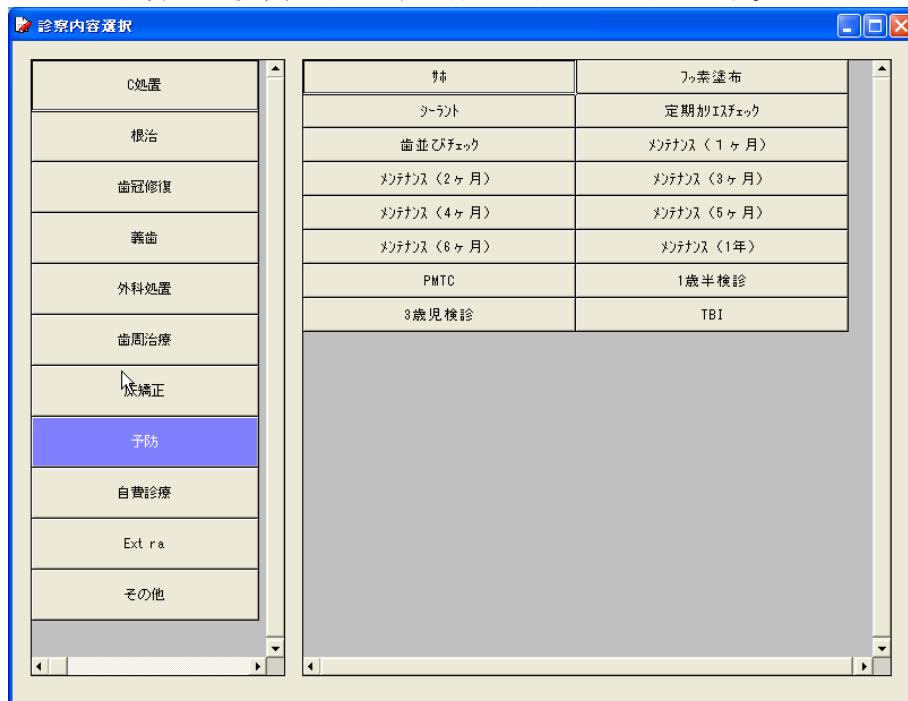 診察内容選択
C処置
根治
歯冠修復
義歯
外科処置
歯周治療
矯正
予防
自費診療
Extra
その他
ｻﾎ ﾌｯ素塗布
ｼｰﾗﾝﾄ 定期ｶﾘｴｽﾁｪｯｸ
歯並びﾁｪｯｸ ﾒﾝﾃﾅﾝｽ（１ヶ月）
ﾒﾝﾃﾅﾝｽ（2ヶ月） ﾒﾝﾃﾅﾝｽ（3ヶ月）
ﾒﾝﾃﾅﾝｽ（4ヶ月） ﾒﾝﾃﾅﾝｽ（5ヶ月）
ﾒﾝﾃﾅﾝｽ（6ヶ月） ﾒﾝﾃﾅﾝｽ（1年）
PMTC 1歳半検診
3歳児検診 TBI